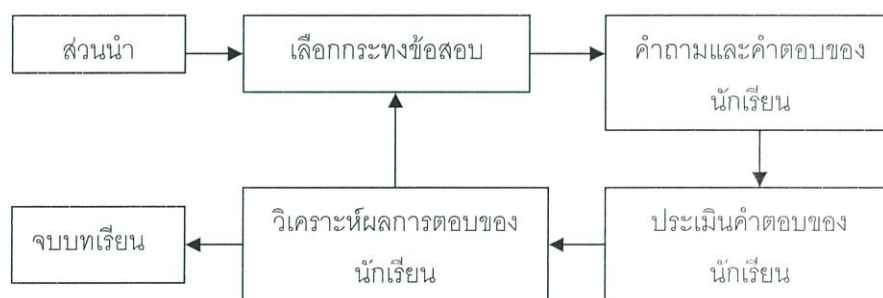 ส่วนนำ
เลือกกระทงข้อสอบ
คำถามและคำตอบของ
นักเรียน
จบบทเรียน
วิเคราะห์ผลการตอบของ
นักเรียน
ประเมินคำตอบของ
นักเรียน